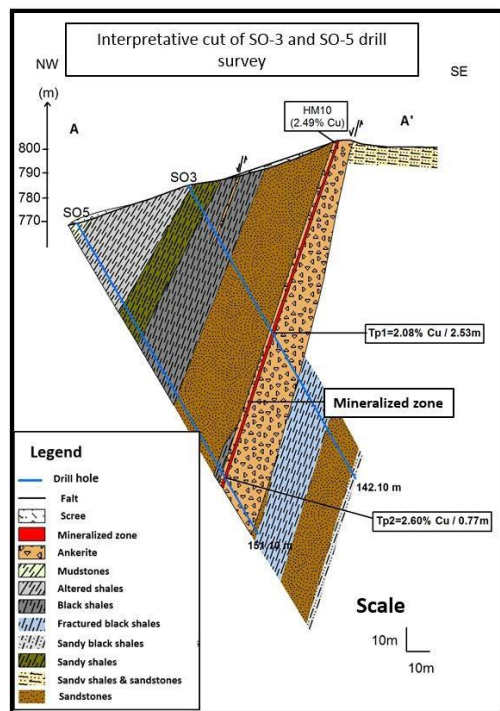 Interpretative cut of SO-3 and SO-5 drill
survey
NW
SE
(m)
HM10
(2.49% Cu)
A
A'
800
790
780
770
SO3
SO5
Tp1=2.08% Cu / 2.53m
Mineralized zone
142.10 m
Tp2=2.60% Cu / 0.77m
151.10 m
Legend
Drill hole
Falt
Scree
Mineralized zone
Ankerite
Mudstones
Altered shales
Black shales
Fractured black shales
Sandy black shales
Sandy shales
Sandy shales & sandstones
Sandstones
Scale
10m
10m